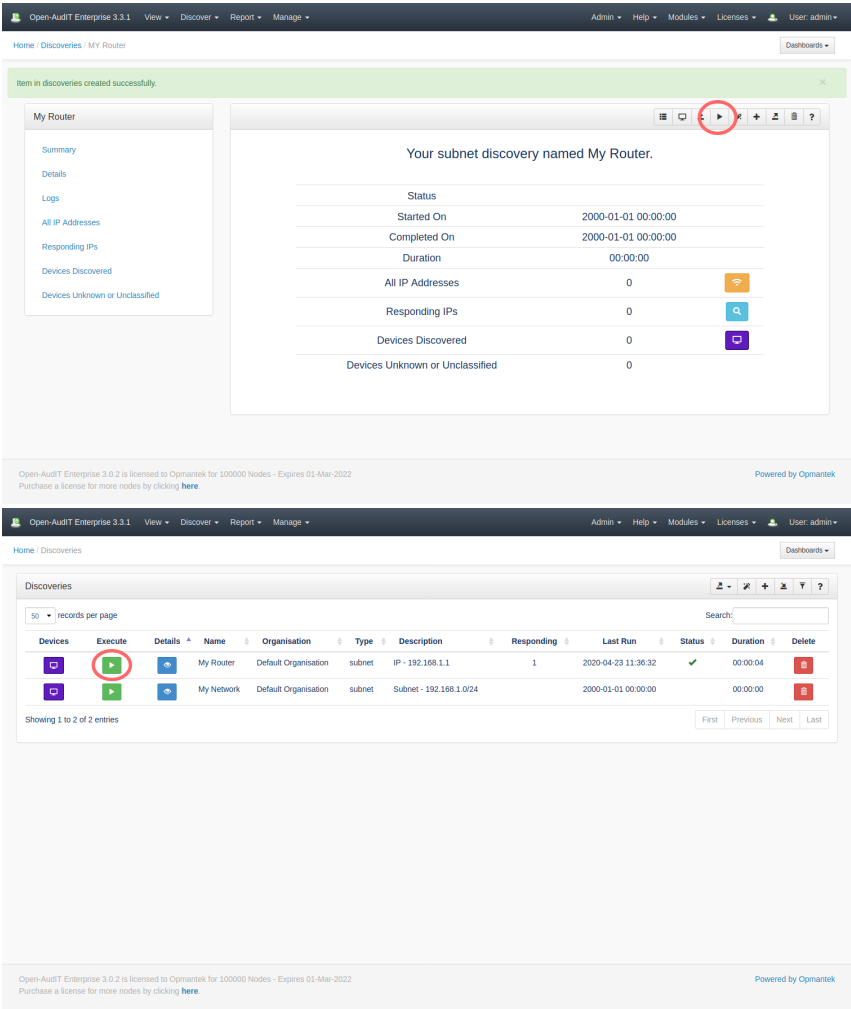 Open-AudIT Enterprise 3.3.1 View Discover Report Manage Admin Help Modules Licenses User: admin
Home / Discoveries / MY Router Dashboards
Item in discoveries created successfully. ×
My Router
Summary
Details
Logs
All IP Addresses
Responding IPs
Devices Discovered
Devices Unknown or Unclassified
?
Your subnet discovery named My Router.
Status
Started On 2000-01-01 00:00:00
Completed On 2000-01-01 00:00:00
Duration 00:00:00
All IP Addresses 0
Responding IPs 0
Devices Discovered 0
Devices Unknown or Unclassified 0
Open-AudIT Enterprise 3.0.2 is licensed to Opmantek for 100000 Nodes - Expires 01-Mar-2022 Powered by Opmantek
Purchase a license for more nodes by clicking here.
Open-AudIT Enterprise 3.3.1 View Discover Report Manage Admin Help Modules Licenses User: admin
Home / Discoveries Dashboards
Discoveries ?
50 records per page Search:
Devices Execute Details Name Organisation Type Description Responding Last Run Status Duration Delete
My Router Default Organisation subnet IP - 192.168.1.1 1 2020-04-23 11:36:32 00:00:04
My Network Default Organisation subnet Subnet - 192.168.1.0/24 2000-01-01 00:00:00 00:00:00
Showing 1 to 2 of 2 entries First Previous Next Last
Open-AudIT Enterprise 3.0.2 is licensed to Opmantek for 100000 Nodes - Expires 01-Mar-2022 Powered by Opmantek
Purchase a license for more nodes by clicking here.